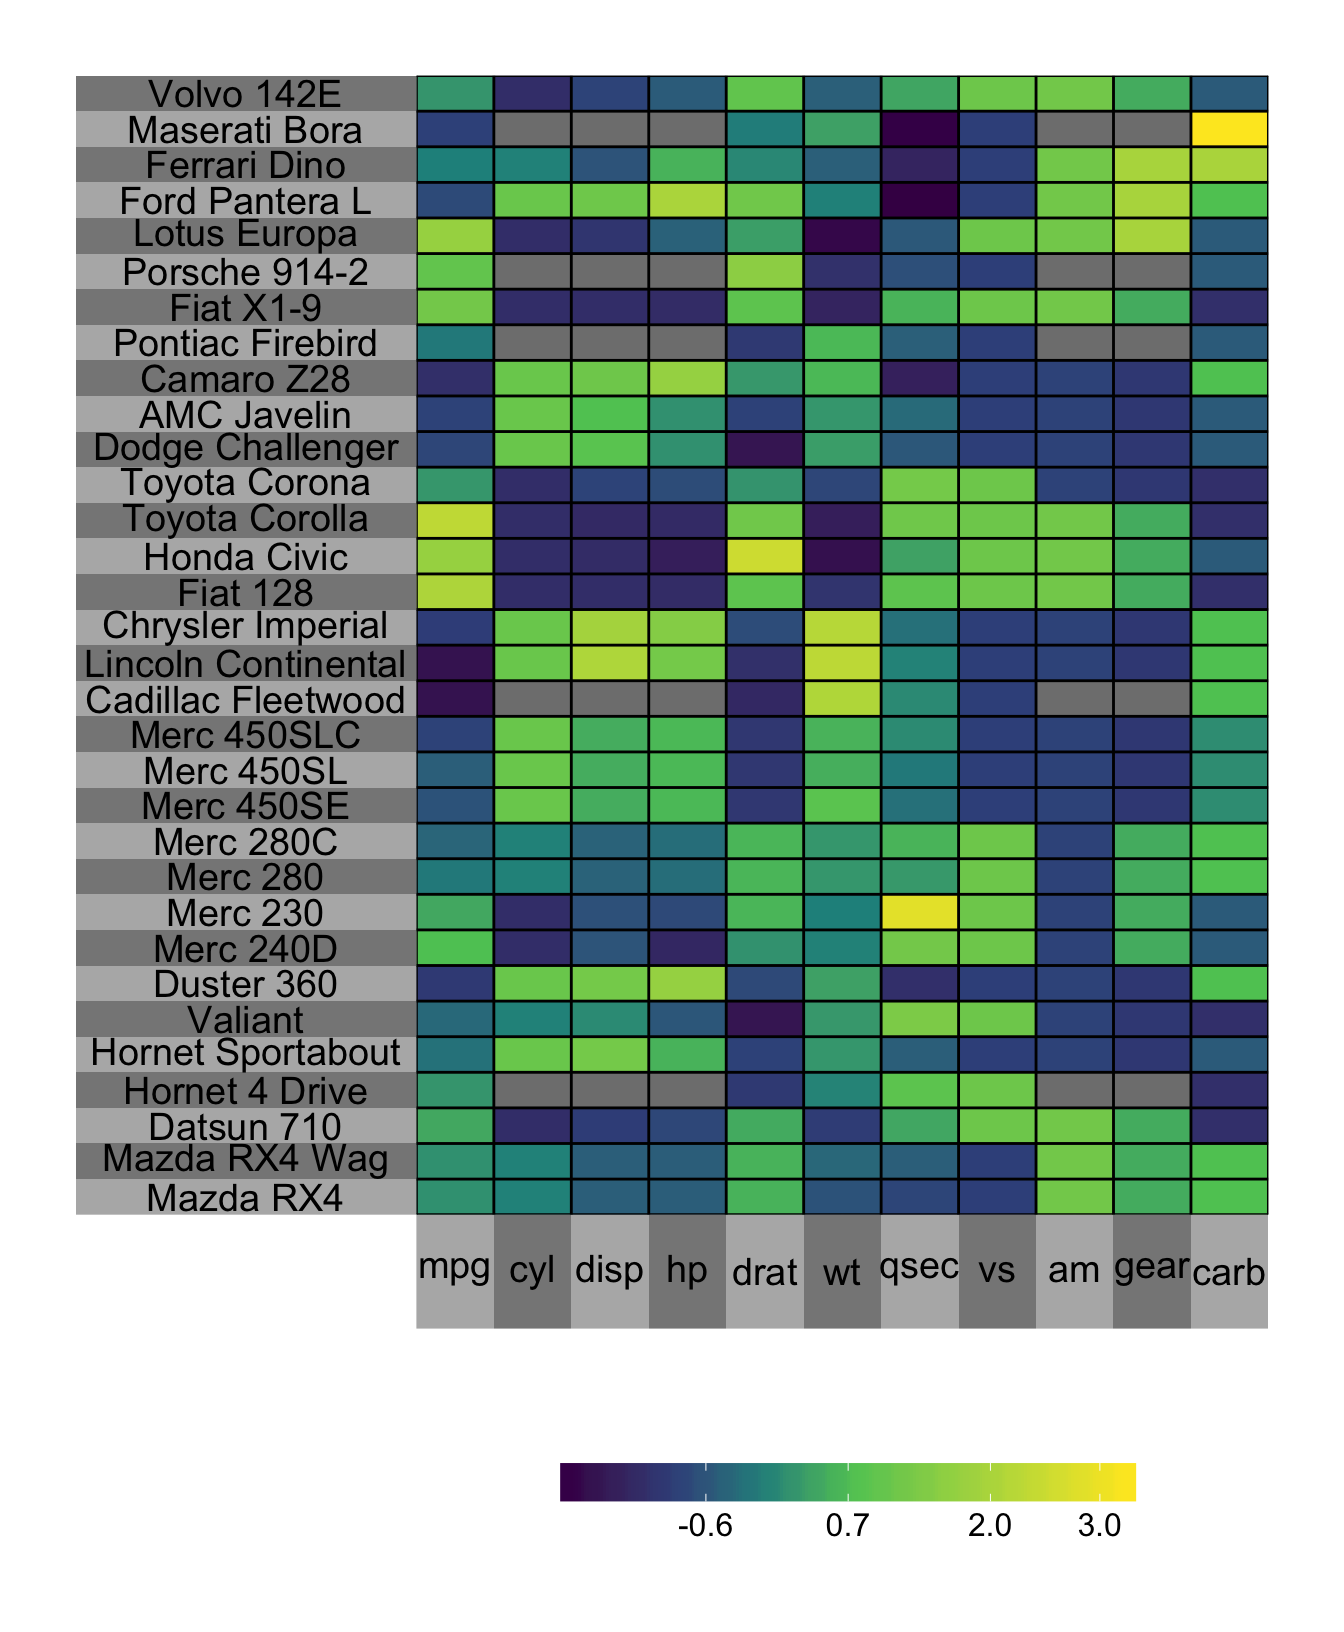 Volvo 142E
Maserati Bora
Ferrari Dino
Ford Pantera L
Lotus Europa
Porsche 914-2
Fiat X1-9
Pontiac Firebird
Camaro Z28
AMC Javelin
Dodge Challenger
Toyota Corona
Toyota Corolla
Honda Civic
Fiat 128
Chrysler Imperial
Lincoln Continental
Cadillac Fleetwood
Merc 450SLC
Merc 450SL
Merc 450SE
Merc 280C
Merc 280
Merc 230
Merc 240D
Duster 360
Valiant
Hornet Sportabout
Hornet 4 Drive
Datsun 710
Mazda RX4 Wag
Mazda RX4
mpg cyl disp hp drat wt qsec vs am gear carb
-0.6 0.7 2.0 3.0